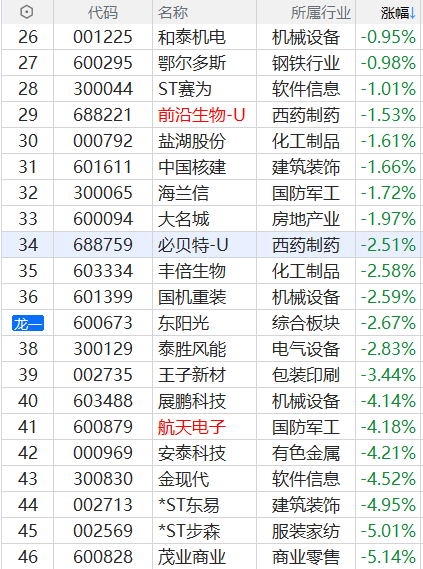 代码 名称 所属行业 涨幅↓
26 001225 和泰机电 机械设备 -0.95%
27 600295 鄂尔多斯 钢铁行业 -0.98%
28 300044 ST赛为 软件信息 -1.01%
29 688221 前沿生物-U 西药制药 -1.53%
30 000792 盐湖股份 化工制品 -1.61%
31 601611 中国核建 建筑装饰 -1.66%
32 300065 海兰信 国防军工 -1.72%
33 600094 大名城 房地产业 -1.97%
34 688759 必贝特-U 西药制药 -2.51%
35 603334 丰倍生物 化工制品 -2.58%
36 601399 国机重装 机械设备 -2.59%
龙一 600673 东阳光 综合板块 -2.67%
38 300129 泰胜风能 电气设备 -2.83%
39 002735 王子新材 包装印刷 -3.44%
40 603488 展鹏科技 机械设备 -4.14%
41 600879 航天电子 国防军工 -4.18%
42 000969 安泰科技 有色金属 -4.21%
43 300830 金现代 软件信息 -4.52%
44 002713 *ST东易 建筑装饰 -4.95%
45 002569 *ST步森 服装家纺 -5.01%
46 600828 茂业商业 商业零售 -5.14%